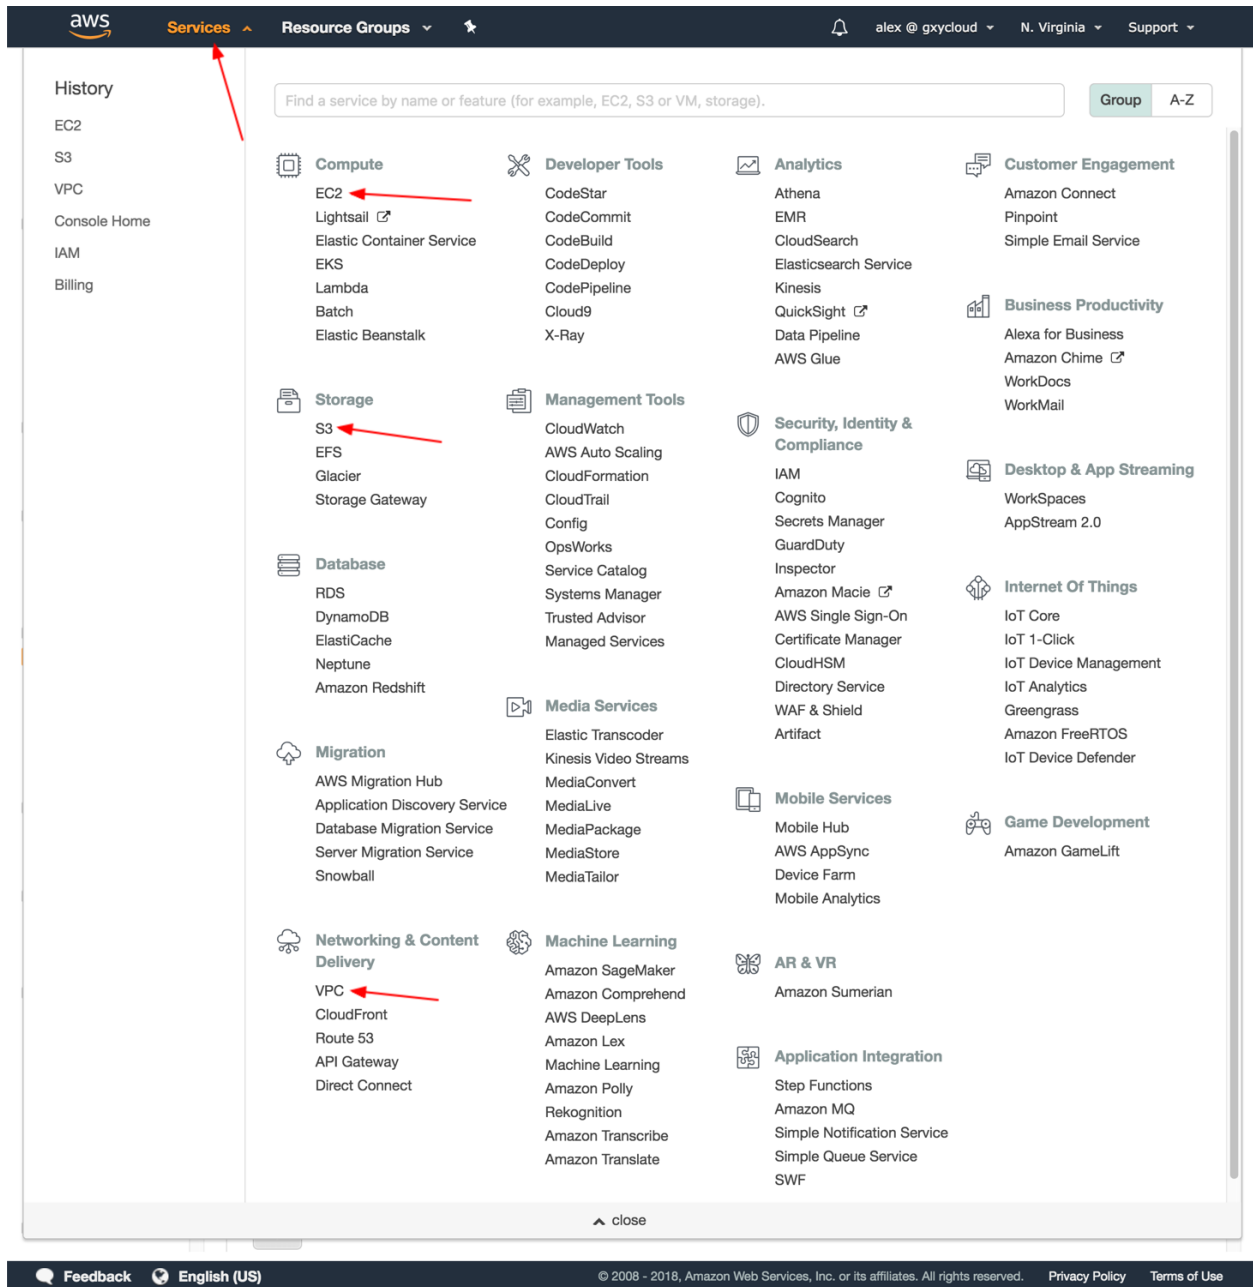 aws
Services
Resource Groups
alex @ gxycloud
N. Virginia
Support
History
EC2
S3
VPC
Console Home
IAM
Billing
Find a service by name or feature (for example, EC2, S3 or VM, storage).
Group
A-Z
Compute
EC2
Lightsail
Elastic Container Service
EKS
Lambda
Batch
Elastic Beanstalk
Storage
S3
EFS
Glacier
Storage Gateway
Database
RDS
DynamoDB
ElastiCache
Neptune
Amazon Redshift
Migration
AWS Migration Hub
Application Discovery Service
Database Migration Service
Server Migration Service
Snowball
Networking & Content
Delivery
VPC
CloudFront
Route 53
API Gateway
Direct Connect
Developer Tools
CodeStar
CodeCommit
CodeBuild
CodeDeploy
CodePipeline
Cloud9
X-Ray
Management Tools
CloudWatch
AWS Auto Scaling
CloudFormation
CloudTrail
Config
OpsWorks
Service Catalog
Systems Manager
Trusted Advisor
Managed Services
Media Services
Elastic Transcoder
Kinesis Video Streams
MediaConvert
MediaLive
MediaPackage
MediaStore
MediaTailor
Machine Learning
Amazon SageMaker
Amazon Comprehend
AWS DeepLens
Amazon Lex
Machine Learning
Amazon Polly
Rekognition
Amazon Transcribe
Amazon Translate
Analytics
Athena
EMR
CloudSearch
Elasticsearch Service
Kinesis
QuickSight
Data Pipeline
AWS Glue
Security, Identity &
Compliance
IAM
Cognito
Secrets Manager
GuardDuty
Inspector
Amazon Macie
AWS Single Sign-On
Certificate Manager
CloudHSM
Directory Service
WAF & Shield
Artifact
Mobile Services
Mobile Hub
AWS AppSync
Device Farm
Mobile Analytics
AR & VR
Amazon Sumerian
Application Integration
Step Functions
Amazon MQ
Simple Notification Service
Simple Queue Service
SWF
Customer Engagement
Amazon Connect
Pinpoint
Simple Email Service
Business Productivity
Alexa for Business
Amazon Chime
WorkDocs
WorkMail
Desktop & App Streaming
WorkSpaces
AppStream 2.0
Internet Of Things
IoT Core
IoT 1-Click
IoT Device Management
IoT Analytics
Greengrass
Amazon FreeRTOS
IoT Device Defender
Game Development
Amazon GameLift
close
Feedback
English (US)
© 2008 - 2018, Amazon Web Services, Inc. or its affiliates. All rights reserved.
Privacy Policy
Terms of Use